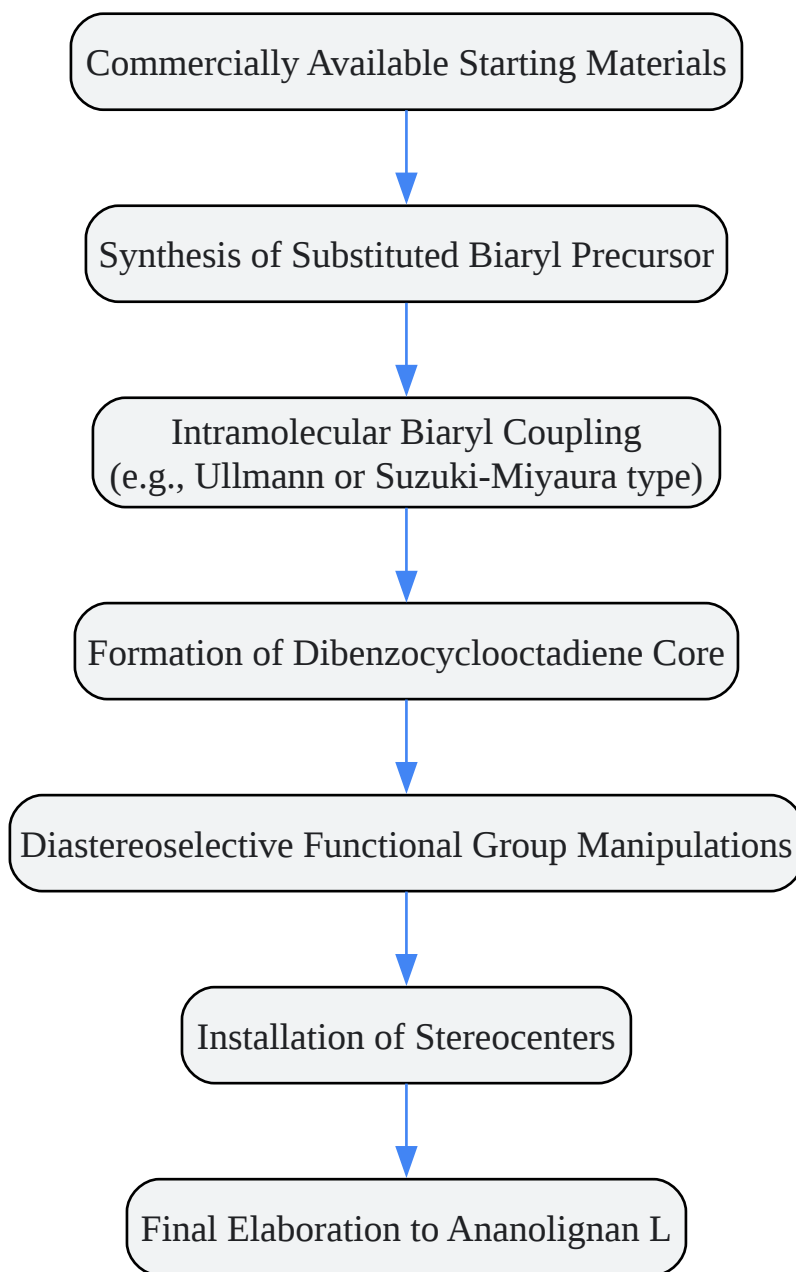 Commercially Available Starting Materials
Synthesis of Substituted Biaryl Precursor
Intramolecular Biaryl Coupling
(e.g., Ullmann or Suzuki-Miyaura type)
Formation of Dibenzocyclooctadiene Core
Diastereoselective Functional Group Manipulations
Installation of Stereocenters
Final Elaboration to Ananolignan L